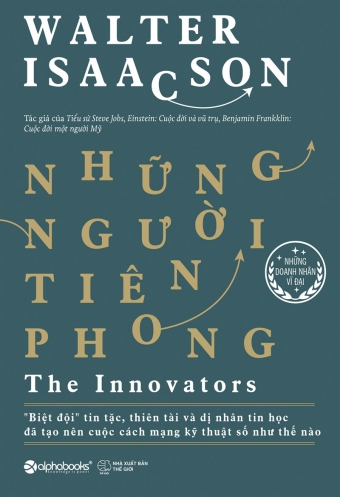 WALTER
ISAACSON
Tác giả của Tiểu sử Steve Jobs, Einstein: Cuộc đời và vũ trụ, Benjamin Frankklin:
Cuộc đời một người Mỹ
NHỮNG
NGƯỜI
TIÊN
PHONG
NHỮNG
DOANH NHÂN
VĨ ĐẠI
The Innovators
"Biệt đội" tin tặc, thiên tài và dị nhân tin học
đã tạo nên cuộc cách mạng kỹ thuật số như thế nào
alphabooks
knowledge is power
NHÀ XUẤT BẢN
THẾ GIỚI